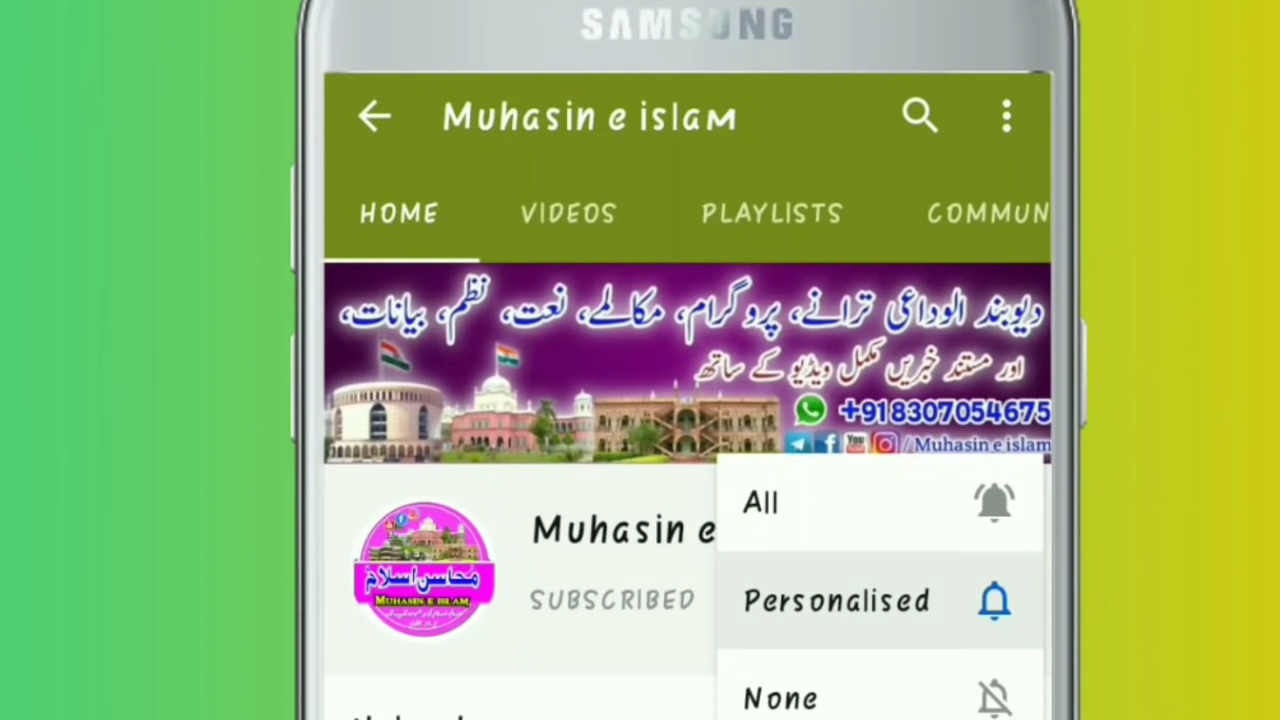 SAMSUNG
Muhasin e islam
HOME VIDEOS PLAYLISTS COMMUN
دیوبند الوداعی ترانے، پروگرام، مکالمے، نعت، نظم، بیانات،
اور مستند خبریں مکمل ویڈیو کے ساتھ
+918307054675
You
/Muhasin e islam
Muhasin e
SUBSCRIBED
محاسن اسلام
MUHASIN E ISLAM
All
Personalised
None